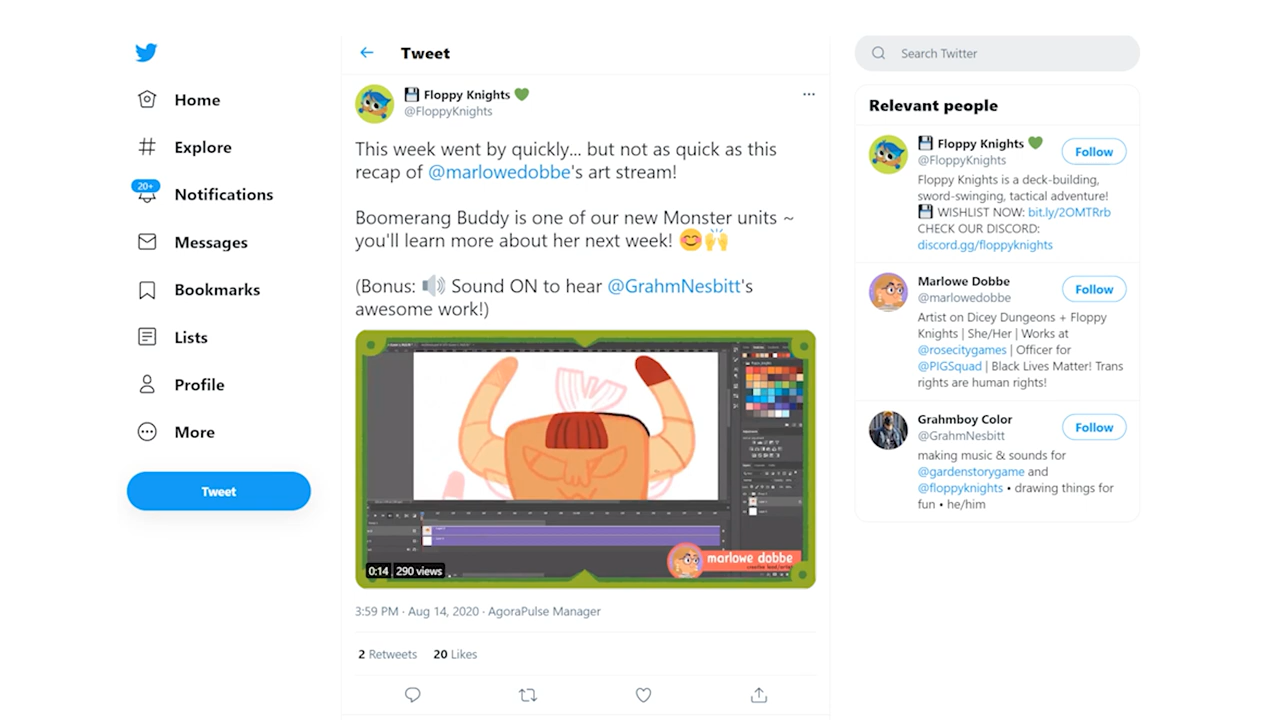 Home
Explore
20+
Notifications
Messages
Bookmarks
Lists
Profile
More
Tweet
Tweet
💾 Floppy Knights 💚
@FloppyKnights
This week went by quickly... but not as quick as this
recap of @marlowedobbe's art stream!
Boomerang Buddy is one of our new Monster units ~
you'll learn more about her next week! 😊🙌
(Bonus: 🔊 Sound ON to hear @GrahmNesbitt's
awesome work!)
marlowe dobbe
creative lead/artist
0:14 290 views
3:59 PM · Aug 14, 2020 · AgoraPulse Manager
2 Retweets 20 Likes
Search Twitter
Relevant people
💾 Floppy Knights 💚
@FloppyKnights
Follow
Floppy Knights is a deck-building,
sword-swinging, tactical adventure!
💾 WISHLIST NOW: bit.ly/2OMTRrb
CHECK OUR DISCORD:
discord.gg/floppyknights
Marlowe Dobbe
@marlowedobbe
Follow
Artist on Dicey Dungeons + Floppy
Knights | She/Her | Works at
@rosecitygames | Officer for
@PIGSquad | Black Lives Matter! Trans
rights are human rights!
Grahmboy Color
@GrahmNesbitt
Follow
making music & sounds for
@gardenstorygame and
@floppyknights • drawing things for
fun • he/him